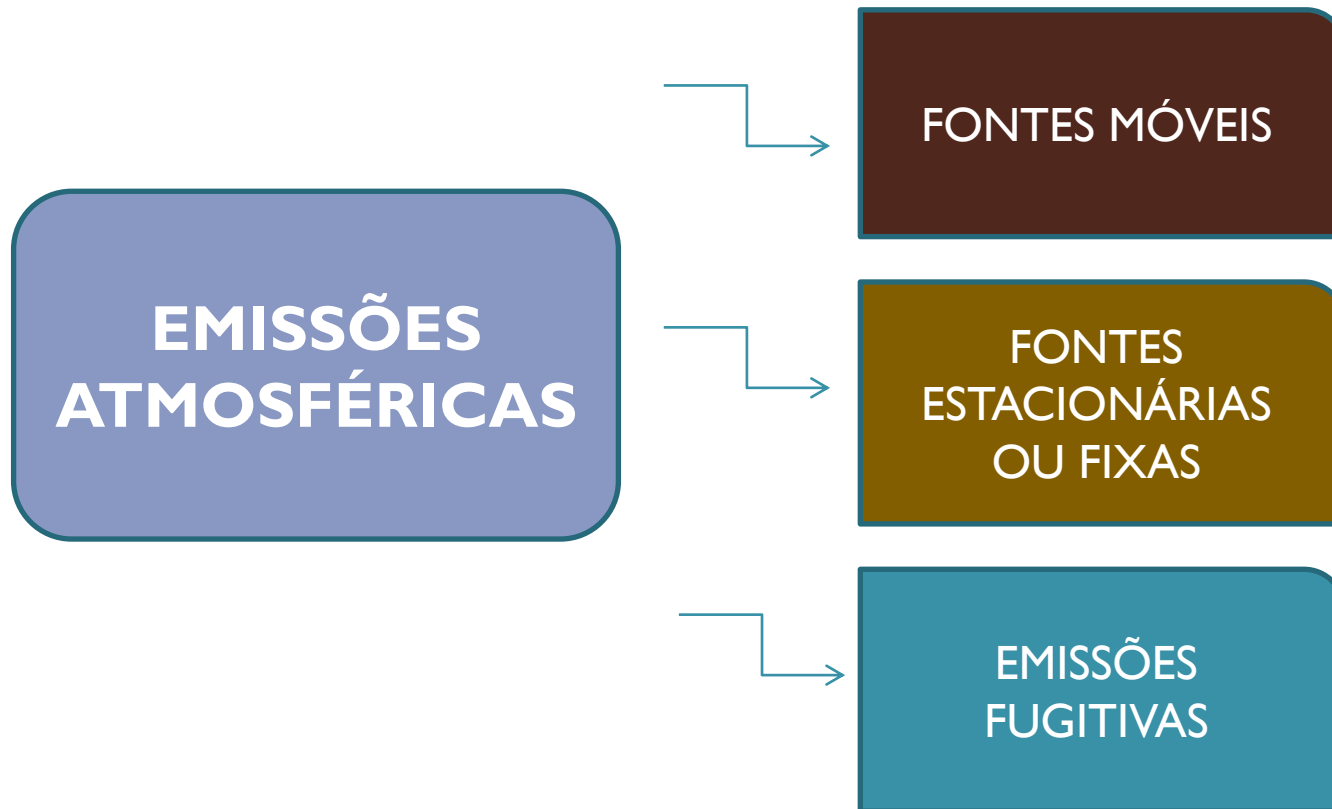 FONTES MÓVEIS
EMISSÕES
ATMOSFÉRICAS
FONTES
ESTACIONÁRIAS
OU FIXAS
EMISSÕES
FUGITIVAS